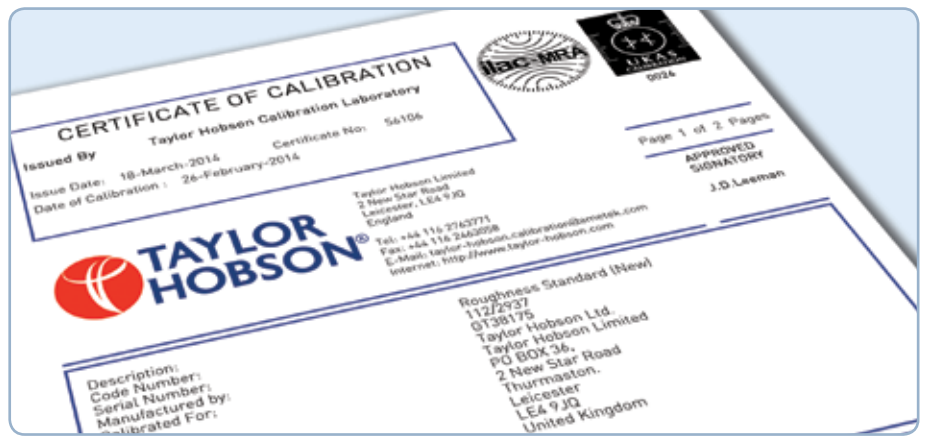 CERTIFICATE OF CALIBRATION
Issued By Taylor Hobson Calibration Laboratory
Issue Date: 18-March-2014 Certificate No: 56106
Date of Calibration : 26-February-2014
ilac-MRA
UKAS
CALIBRATION
0026
Page 1 of 2 Pages
APPROVED
SIGNATORY
J.D.Leeman
TAYLOR
HOBSON®
Taylor Hobson Limited
2 New Star Road
Leicester, LE4 9JQ
England
Tel: +44 116 2763771
Fax: +44 116 2463058
E-Mail: taylor-hobson.calibration@ametek.com
Internet: http://www.taylor-hobson.com
Description: Roughness Standard (New)
Code Number: 112/2937
Serial Number: GT38175
Manufactured by: Taylor Hobson Ltd.
Calibrated For: Taylor Hobson Limited
PO BOX 36,
2 New Star Road
Thurmaston.
Leicester
LE4 9JQ
United Kingdom